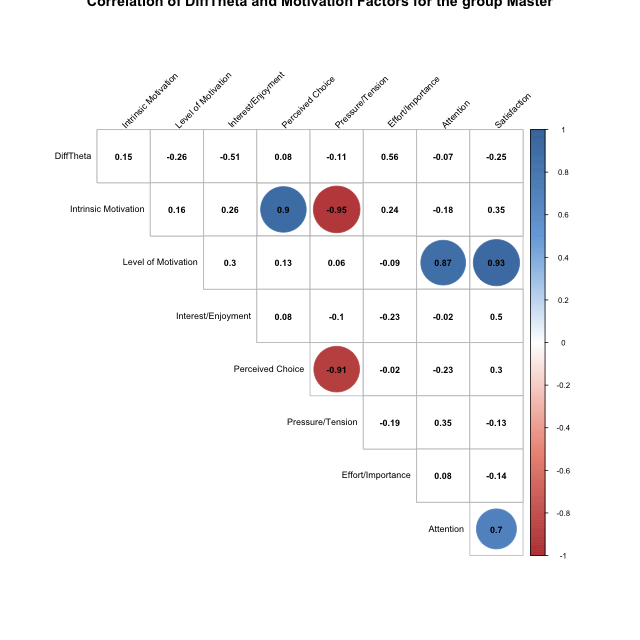 Correlation of DiffTheta and Motivation Factors for the group Master
Intrinsic Motivation
Level of Motivation
Interest/Enjoyment
Perceived Choice
Pressure/Tension
Effort/Importance
Attention
Satisfaction
DiffTheta 0.15 -0.26 -0.51 0.08 -0.11 0.56 -0.07 -0.25
Intrinsic Motivation 0.16 0.26 0.9 -0.95 0.24 -0.18 0.35
Level of Motivation 0.3 0.13 0.06 -0.09 0.87 0.93
Interest/Enjoyment 0.08 -0.1 -0.23 -0.02 0.5
Perceived Choice -0.91 -0.02 -0.23 0.3
Pressure/Tension -0.19 0.35 -0.13
Effort/Importance 0.08 -0.14
Attention 0.7
1
0.8
0.6
0.4
0.2
0
-0.2
-0.4
-0.6
-0.8
-1